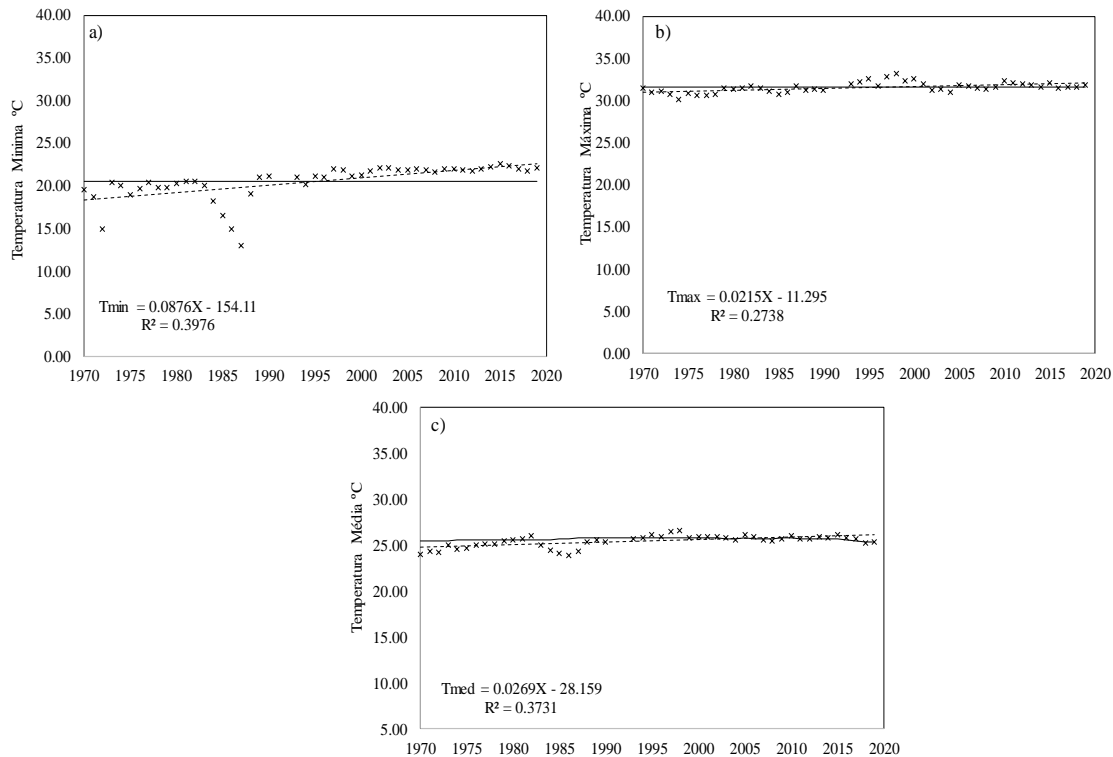 a)
Temperatura Minima ºC
40.00
35.00
30.00
25.00
20.00
15.00
10.00
5.00
0.00
Tmin = 0.0876X - 154.11
R² = 0.3976
1970 1975 1980 1985 1990 1995 2000 2005 2010 2015 2020
b)
Temperatura Máxima ºC
40.00
35.00
30.00
25.00
20.00
15.00
10.00
5.00
0.00
Tmax = 0.0215X - 11.295
R² = 0.2738
1970 1975 1980 1985 1990 1995 2000 2005 2010 2015 2020
c)
Temperatura Média ºC
40.00
35.00
30.00
25.00
20.00
15.00
10.00
5.00
Tmed = 0.0269X - 28.159
R² = 0.3731
1970 1975 1980 1985 1990 1995 2000 2005 2010 2015 2020